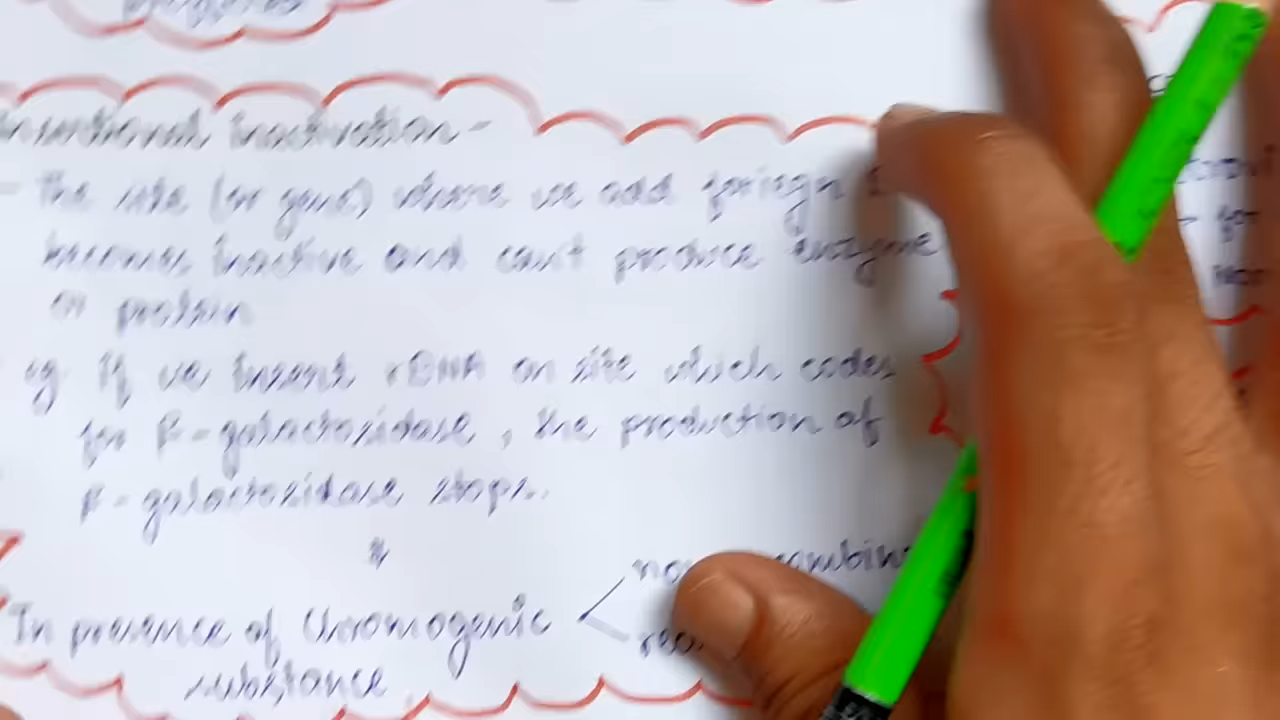 Insertional Inactivation -
- The site (or gene) where we add foriegn
becomes Inactive and can't produce enzyme
or protein
eg. If we Insert rDNA on site which codes
for β-galactosidase, the production of
β-galactosidase stops.
In presence of Chromogenic
substance